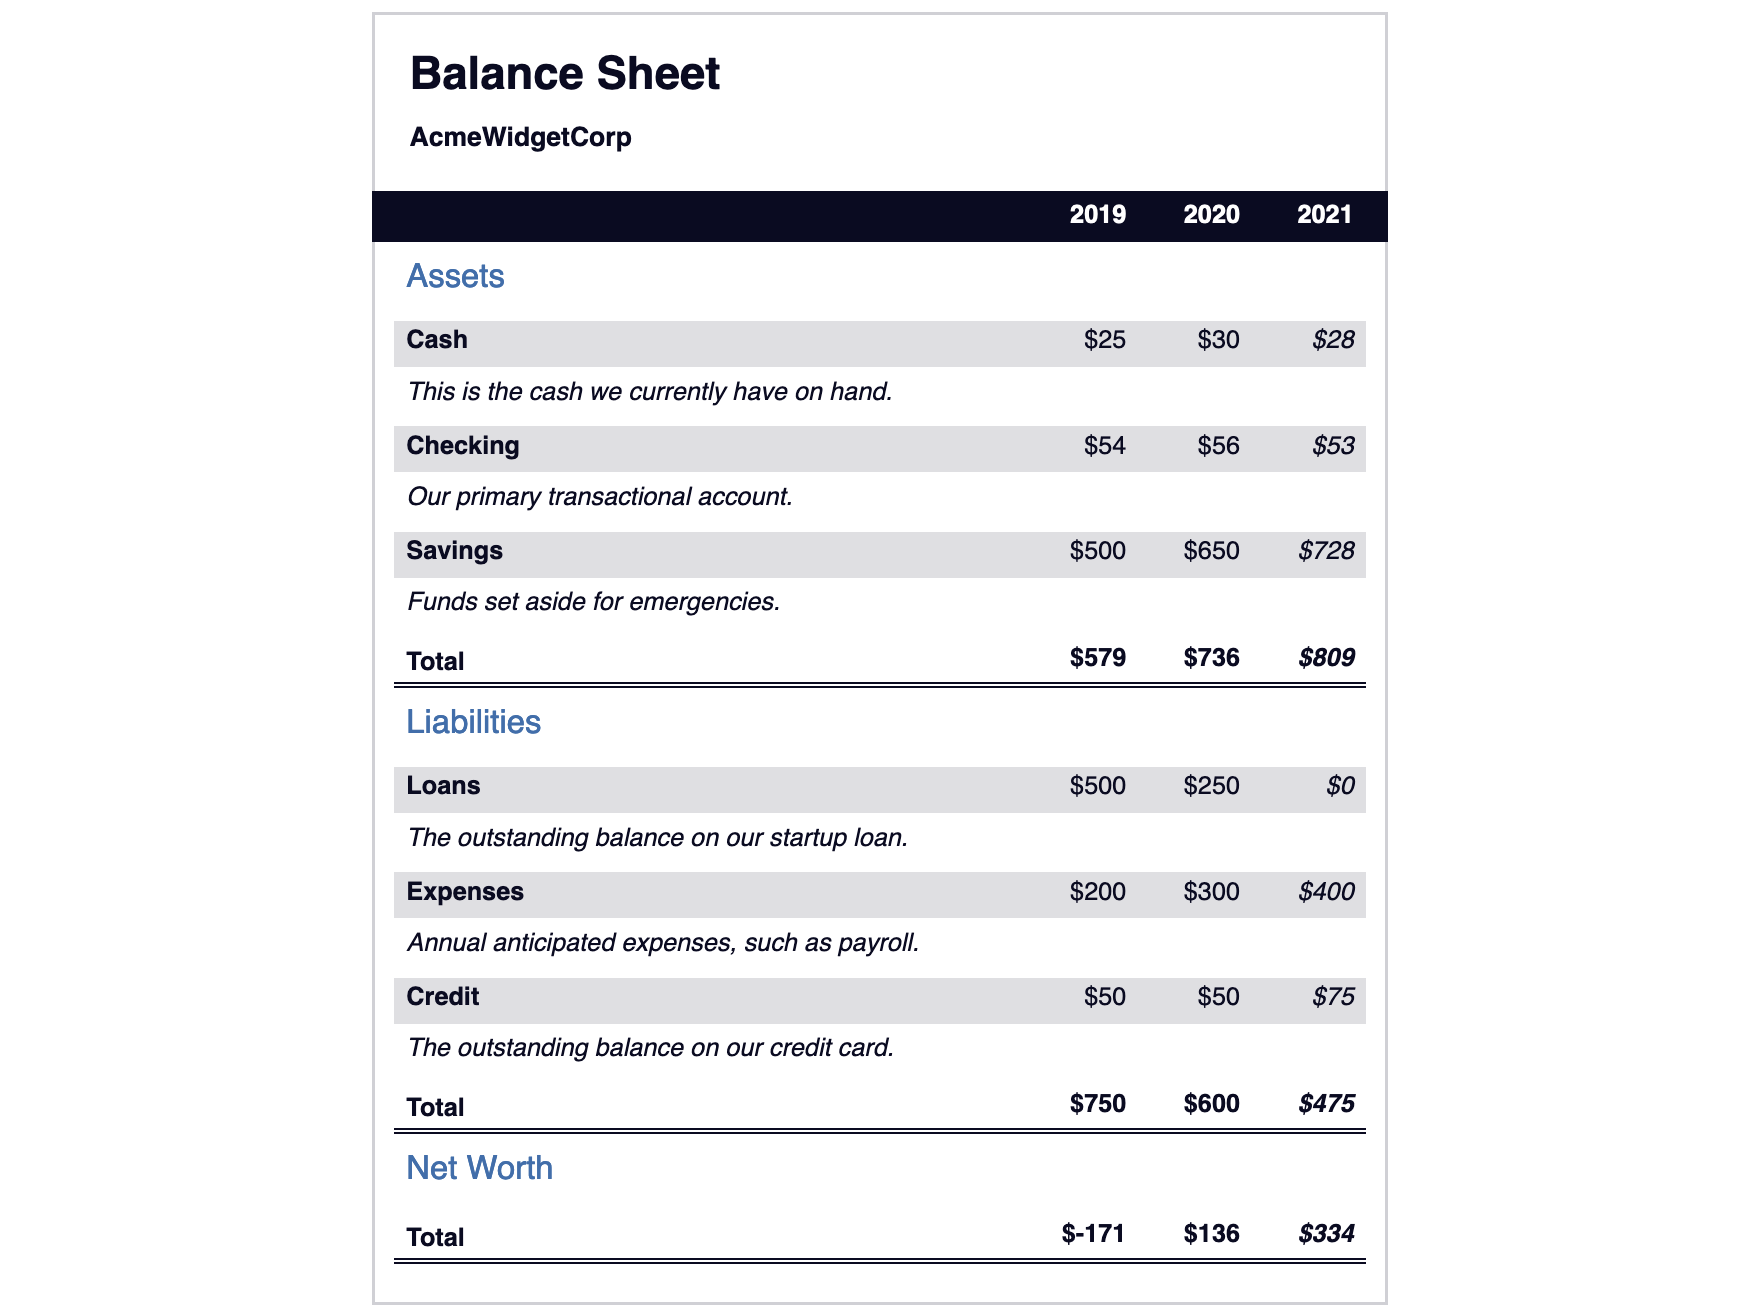 Balance Sheet
AcmeWidgetCorp
2019 2020 2021
Assets
Cash $25 $30 $28
This is the cash we currently have on hand.
Checking $54 $56 $53
Our primary transactional account.
Savings $500 $650 $728
Funds set aside for emergencies.
Total $579 $736 $809
Liabilities
Loans $500 $250 $0
The outstanding balance on our startup loan.
Expenses $200 $300 $400
Annual anticipated expenses, such as payroll.
Credit $50 $50 $75
The outstanding balance on our credit card.
Total $750 $600 $475
Net Worth
Total $-171 $136 $334